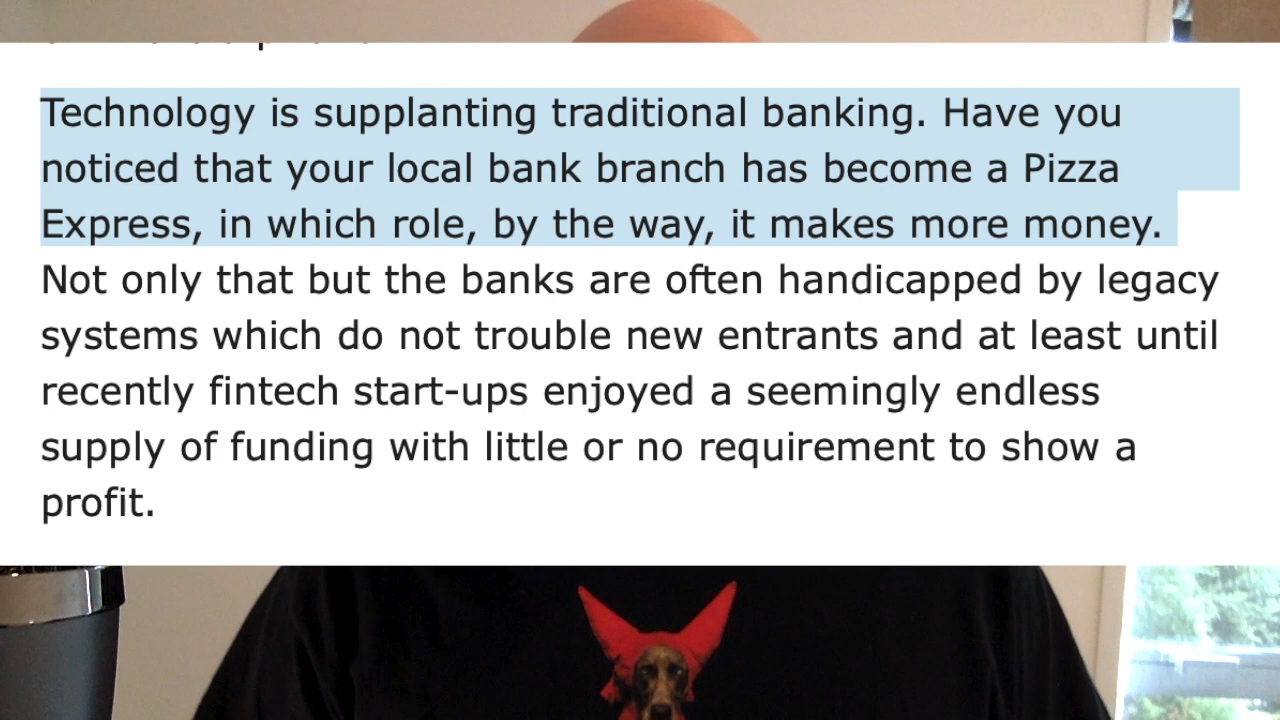 Technology is supplanting traditional banking. Have you
noticed that your local bank branch has become a Pizza
Express, in which role, by the way, it makes more money.
Not only that but the banks are often handicapped by legacy
systems which do not trouble new entrants and at least until
recently fintech start-ups enjoyed a seemingly endless
supply of funding with little or no requirement to show a
profit.